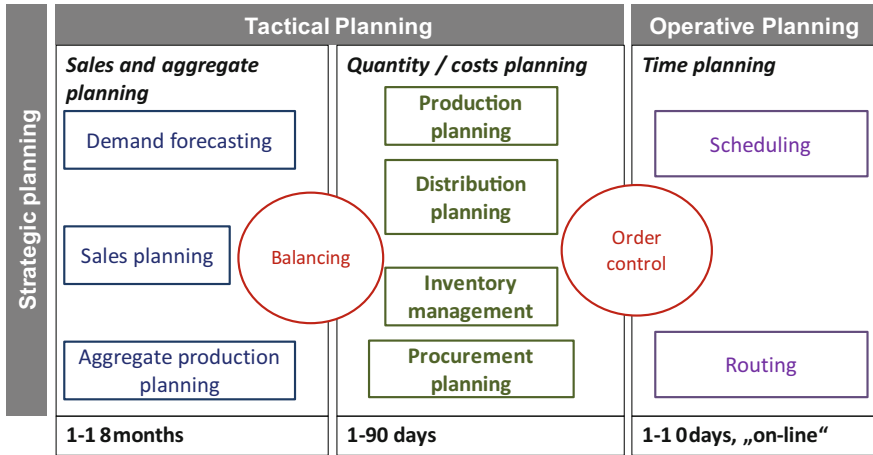 Tactical Planning
Operative Planning
Strategic planning
Sales and aggregate
planning
Demand forecasting
Sales planning
Aggregate production
planning
1-1 8months
Balancing
Quantity / costs planning
Production
planning
Distribution
planning
Inventory
management
Procurement
planning
1-90 days
Order
control
Time planning
Scheduling
Routing
1-1 0days, „on-line“